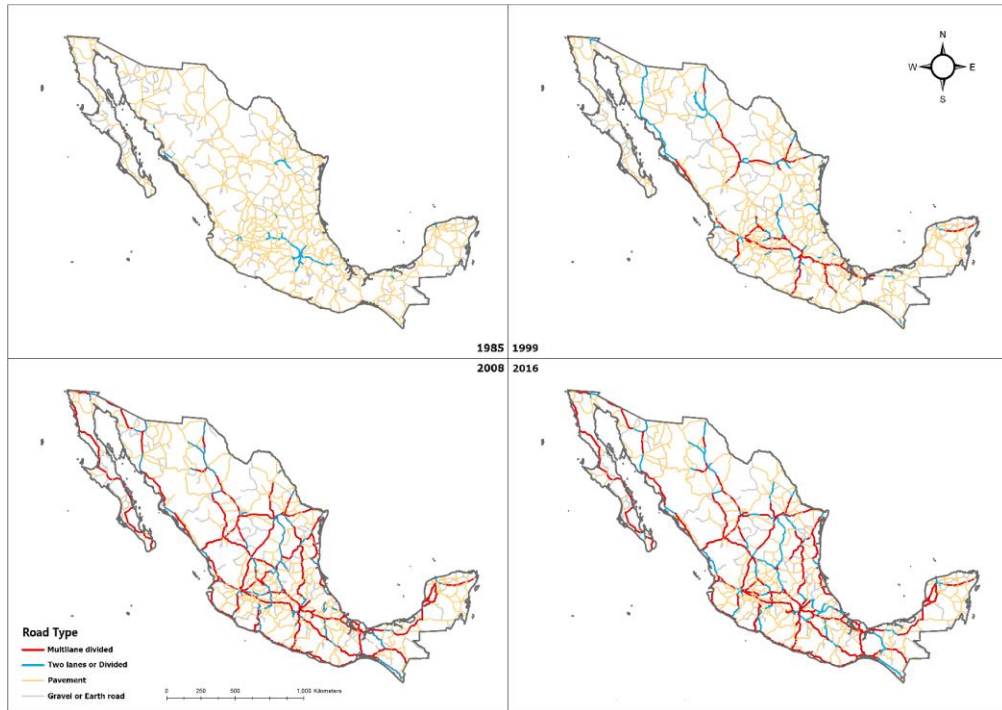 N
W E
S
1985 1999
2008 2016
Road Type
Multilane divided
Two lanes or Divided
Pavement
Gravel or Earth road
0 250 500 1,000 Kilometers